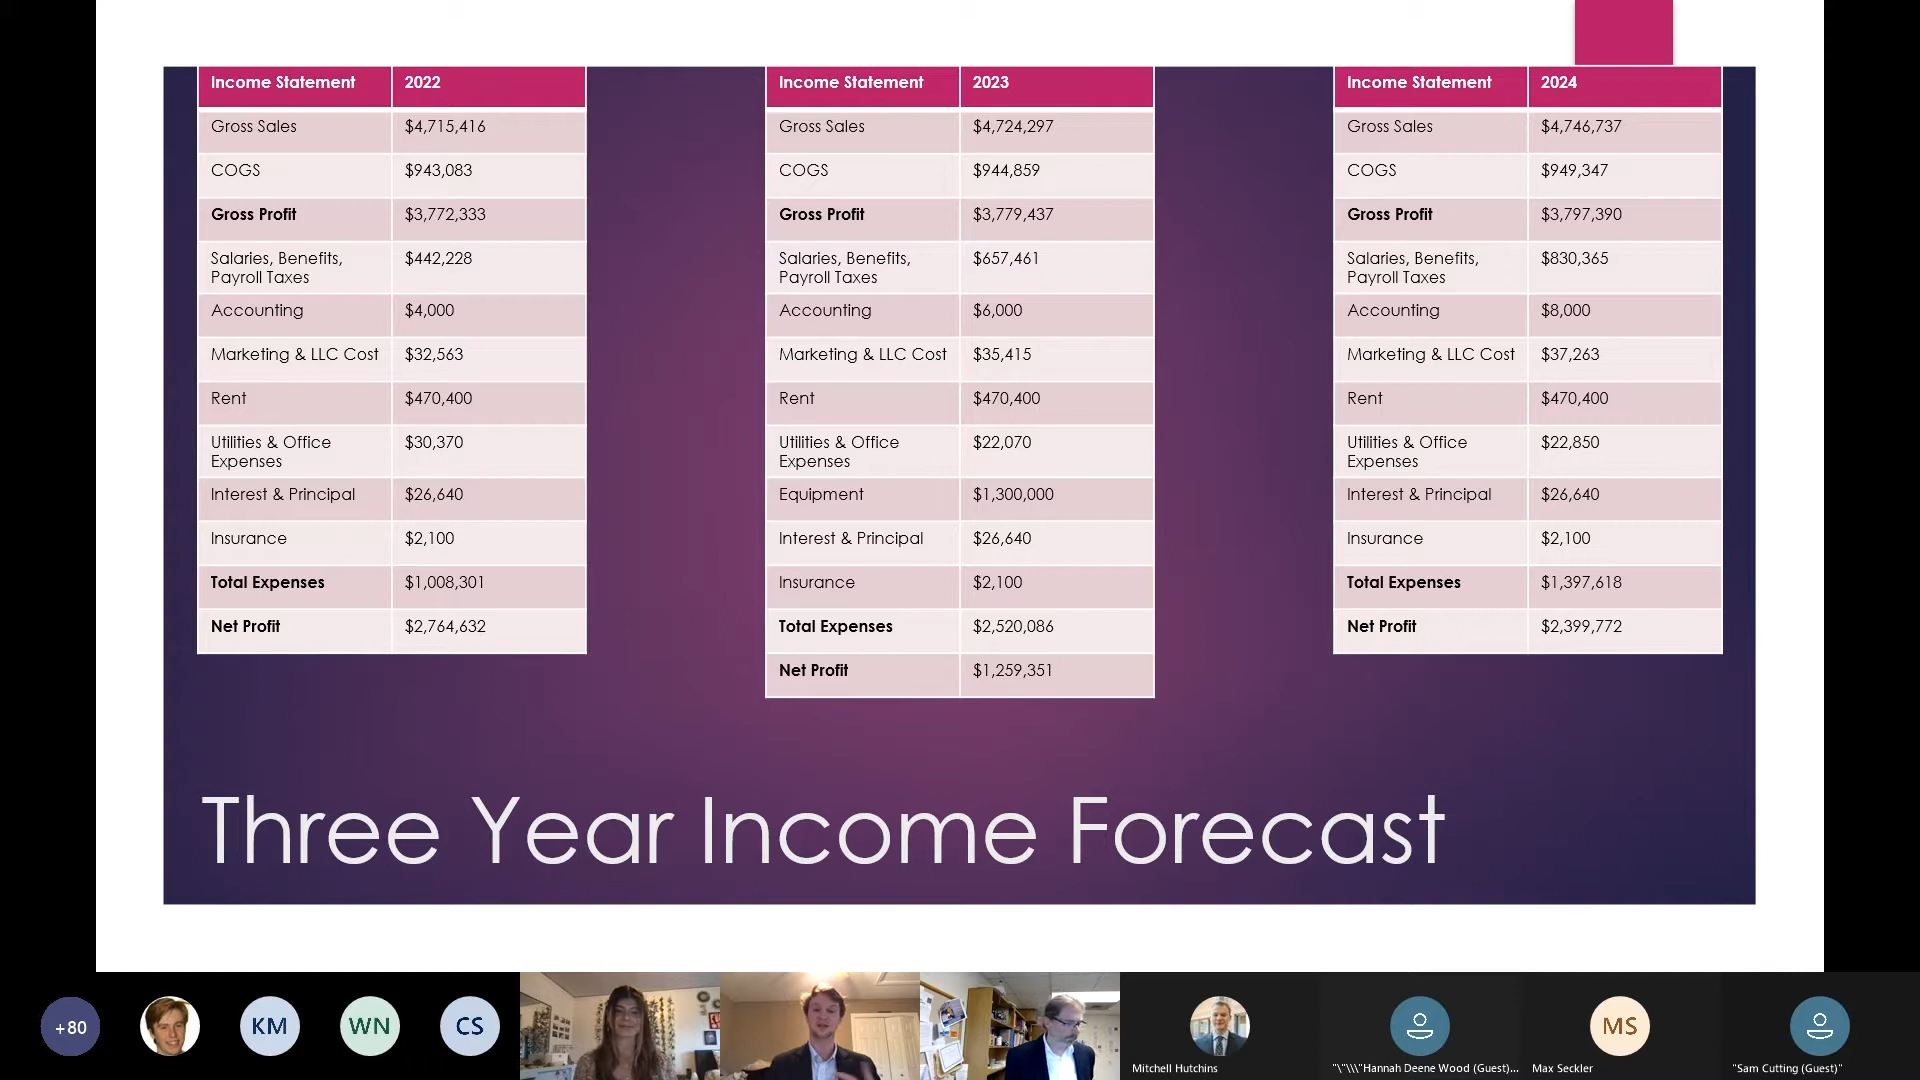 Income Statement 2022
Gross Sales $4,715,416
COGS $943,083
Gross Profit $3,772,333
Salaries, Benefits, $442,228
Payroll Taxes
Accounting $4,000
Marketing & LLC Cost $32,563
Rent $470,400
Utilities & Office $30,370
Expenses
Interest & Principal $26,640
Insurance $2,100
Total Expenses $1,008,301
Net Profit $2,764,632
Income Statement 2023
Gross Sales $4,724,297
COGS $944,859
Gross Profit $3,779,437
Salaries, Benefits, $657,461
Payroll Taxes
Accounting $6,000
Marketing & LLC Cost $35,415
Rent $470,400
Utilities & Office $22,070
Expenses
Equipment $1,300,000
Interest & Principal $26,640
Insurance $2,100
Total Expenses $2,520,086
Net Profit $1,259,351
Income Statement 2024
Gross Sales $4,746,737
COGS $949,347
Gross Profit $3,797,390
Salaries, Benefits, $830,365
Payroll Taxes
Accounting $8,000
Marketing & LLC Cost $37,263
Rent $470,400
Utilities & Office $22,850
Expenses
Interest & Principal $26,640
Insurance $2,100
Total Expenses $1,397,618
Net Profit $2,399,772
Three Year Income Forecast
+80
KM
WN
CS
MS
Mitchell Hutchins
"\"\\\"Hannah Deene Wood (Guest)...
Max Seckler
"Sam Cutting (Guest)"